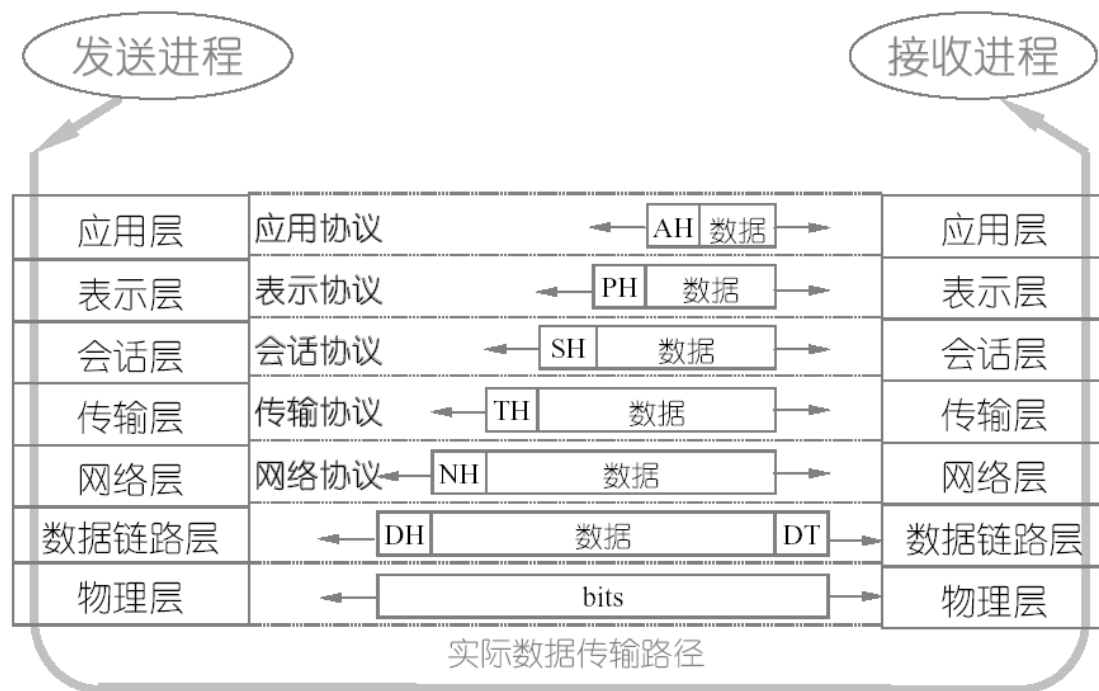 发送进程 接收进程
应用层 应用协议 AH 数据 应用层
表示层 表示协议 PH 数据 表示层
会话层 会话协议 SH 数据 会话层
传输层 传输协议 TH 数据 传输层
网络层 网络协议 NH 数据 网络层
数据链路层 DH 数据 DT 数据链路层
物理层 bits 物理层
实际数据传输路径